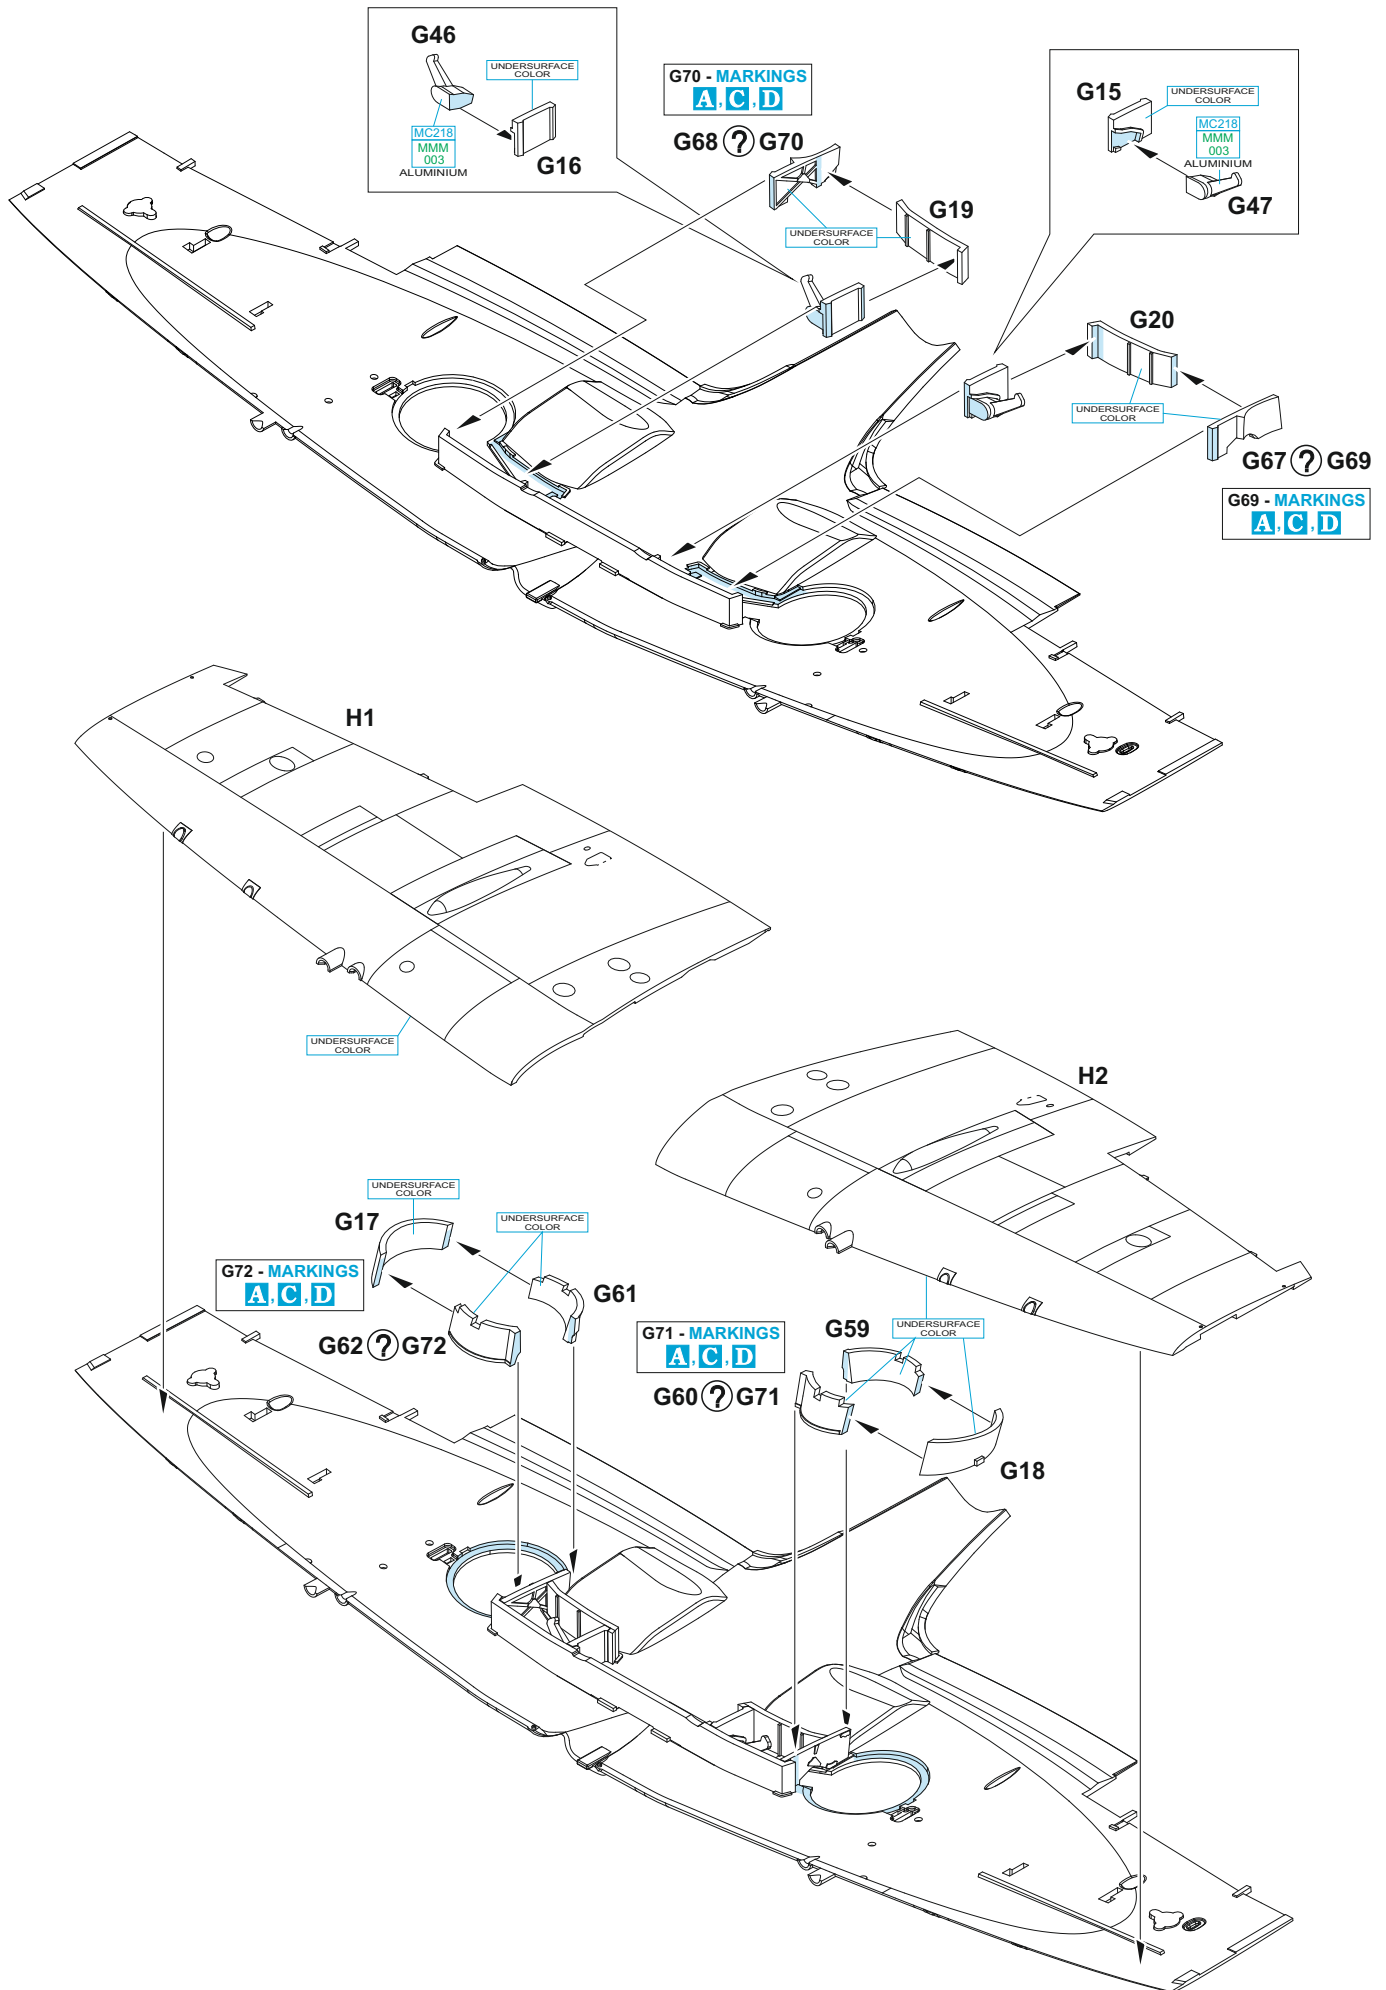 G46
UNDERSURFACE
COLOR
MC218
MMM
003
ALUMINIUM
G16
G70 - MARKINGS
A, C, D
G68 ? G70
G19
UNDERSURFACE
COLOR
G15
UNDERSURFACE
COLOR
MC218
MMM
003
ALUMINIUM
G47
G20
UNDERSURFACE
COLOR
G67 ? G69
G69 - MARKINGS
A, C, D
H1
UNDERSURFACE
COLOR
H2
UNDERSURFACE
COLOR
G17
UNDERSURFACE
COLOR
G72 - MARKINGS
A, C, D
G61
G62 ? G72
G71 - MARKINGS
A, C, D
G59
UNDERSURFACE
COLOR
G60 ? G71
G18